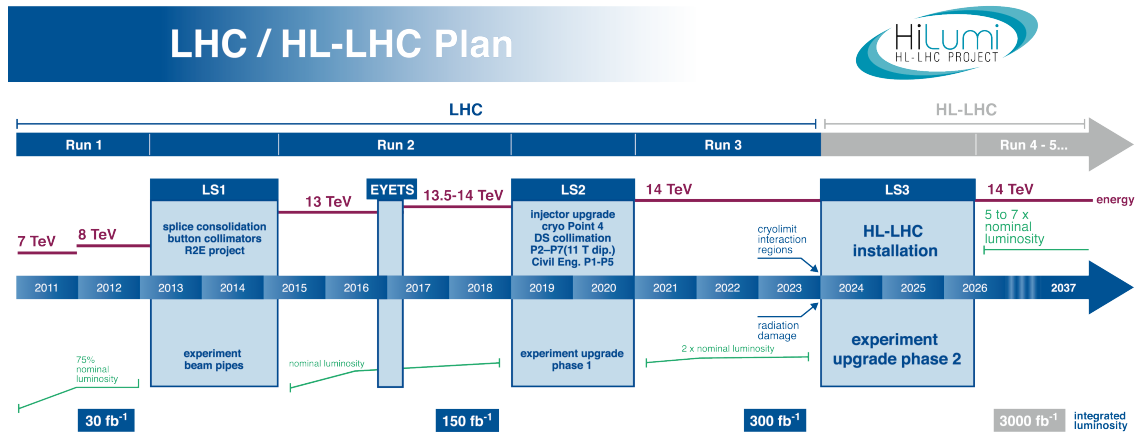 LHC / HL-LHC Plan
HiLumi
HL-LHC PROJECT
LHC
HL-LHC
Run 1
Run 2
Run 3
Run 4 - 5...
LS1
EYETS
LS2
LS3
7 TeV
8 TeV
13 TeV
13.5-14 TeV
14 TeV
14 TeV
energy
splice consolidation
button collimators
R2E project
injector upgrade
cryo Point 4
DS collimation
P2–P7(11 T dip.)
Civil Eng. P1-P5
cryolimit
interaction
regions
HL-LHC
installation
5 to 7 x
nominal
luminosity
2011
2012
2013
2014
2015
2016
2017
2018
2019
2020
2021
2022
2023
2024
2025
2026
2037
75%
nominal
luminosity
experiment
beam pipes
nominal luminosity
experiment upgrade
phase 1
2 x nominal luminosity
radiation
damage
experiment
upgrade phase 2
30 fb-1
150 fb-1
300 fb-1
3000 fb-1
integrated
luminosity